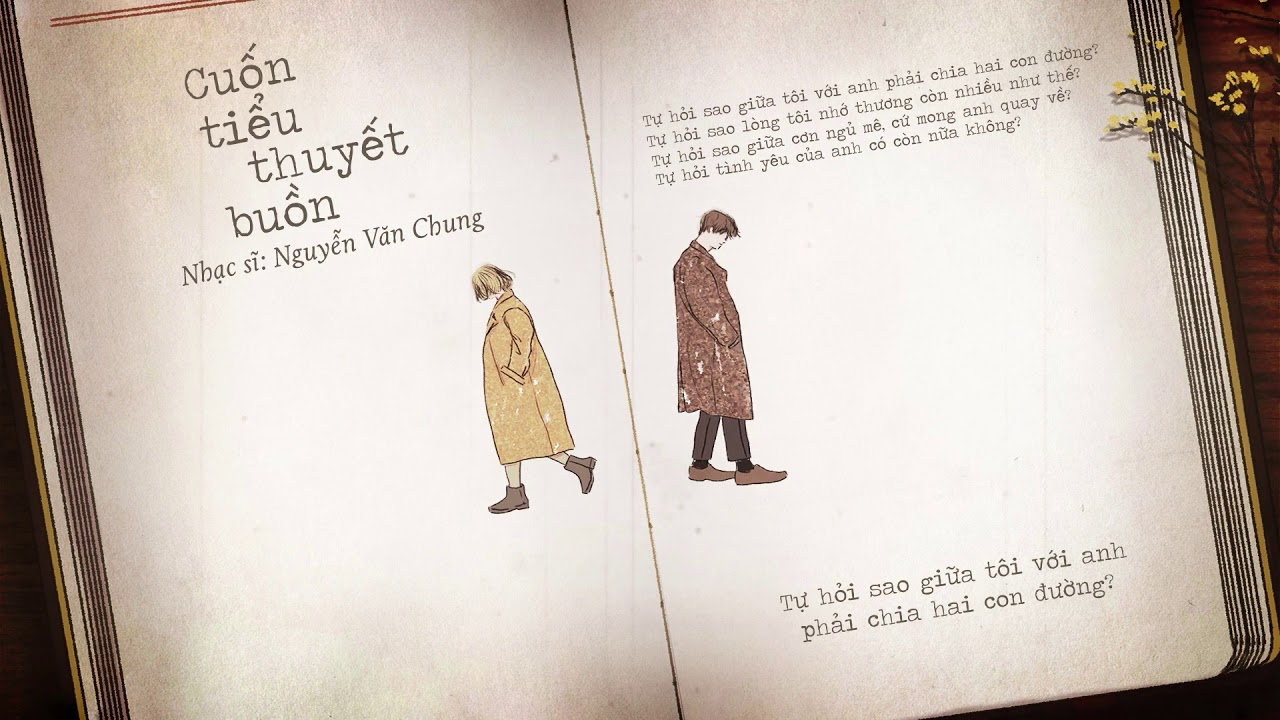 Cuốn
tiểu
thuyết
buồn
Nhạc sĩ: Nguyễn Văn Chung
Tự hỏi sao giữa tôi với anh phải chia hai con đường?
Tự hỏi sao lòng tôi nhớ thương còn nhiều như thế?
Tự hỏi sao giữa cơn ngủ mê, cứ mong anh quay về?
Tự hỏi tình yêu của anh có còn nữa không?
Tự hỏi sao giữa tôi với anh
phải chia hai con đường?